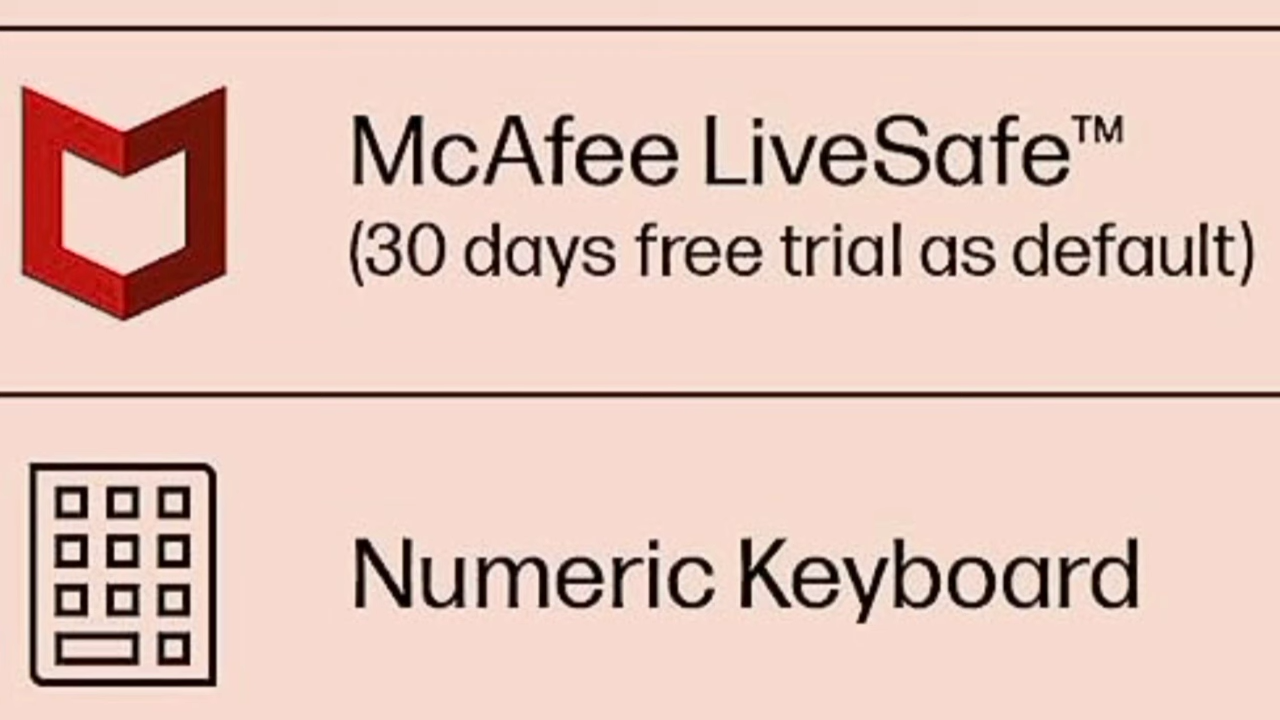 McAfee LiveSafe™
(30 days free trial as default)
Numeric Keyboard